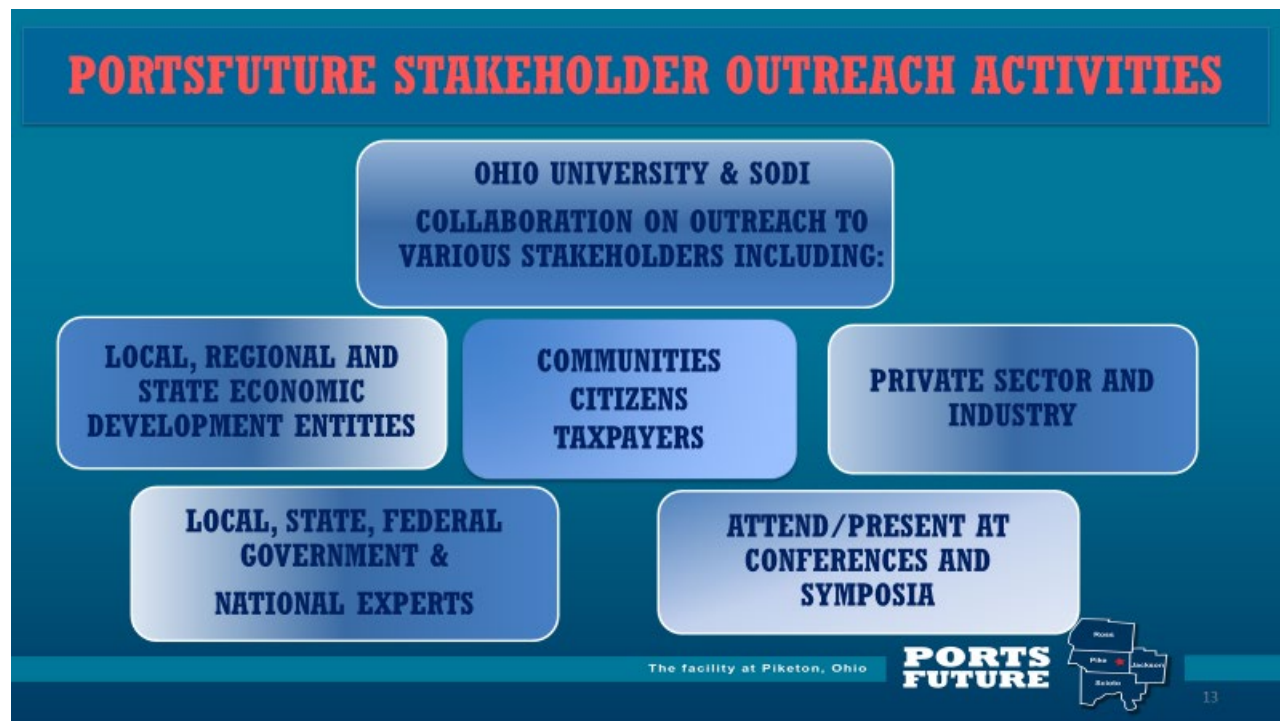 PORTSFUTURE STAKEHOLDER OUTREACH ACTIVITIES
OHIO UNIVERSITY & SODI
COLLABORATION ON OUTREACH TO
VARIOUS STAKEHOLDERS INCLUDING:
LOCAL, REGIONAL AND
STATE ECONOMIC
DEVELOPMENT ENTITIES
COMMUNITIES
CITIZENS
TAXPAYERS
PRIVATE SECTOR AND
INDUSTRY
LOCAL, STATE, FEDERAL
GOVERNMENT &
NATIONAL EXPERTS
ATTEND/PRESENT AT
CONFERENCES AND
SYMPOSIA
The facility at Piketon, Ohio
PORTS
FUTURE
Ross
Pike
Jackson
Scioto
13